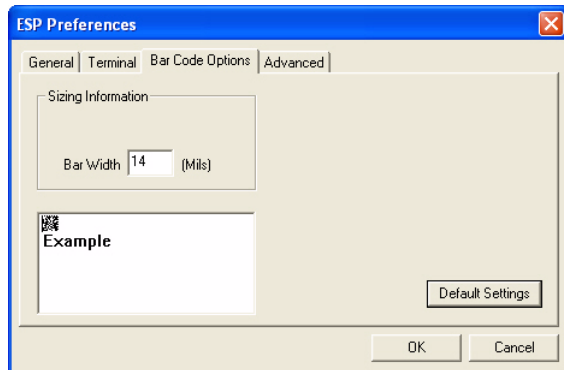 ESP Preferences
General Terminal Bar Code Options Advanced
Sizing Information
Bar Width 14 (Mils)
Example
Default Settings
OK Cancel